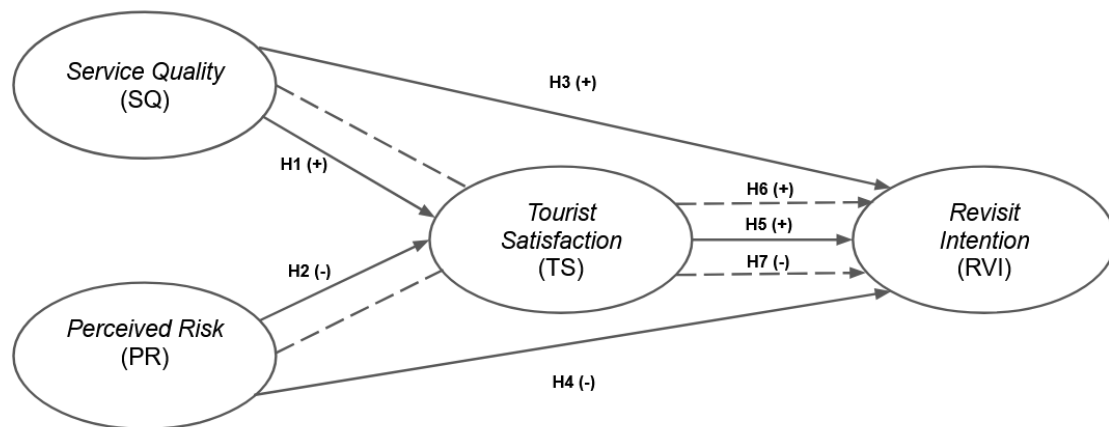 Service Quality
(SQ)
H3 (+)
H1 (+)
Tourist
Satisfaction
(TS)
H6 (+)
H5 (+)
H7 (-)
Revisit
Intention
(RVI)
H2 (-)
Perceived Risk
(PR)
H4 (-)